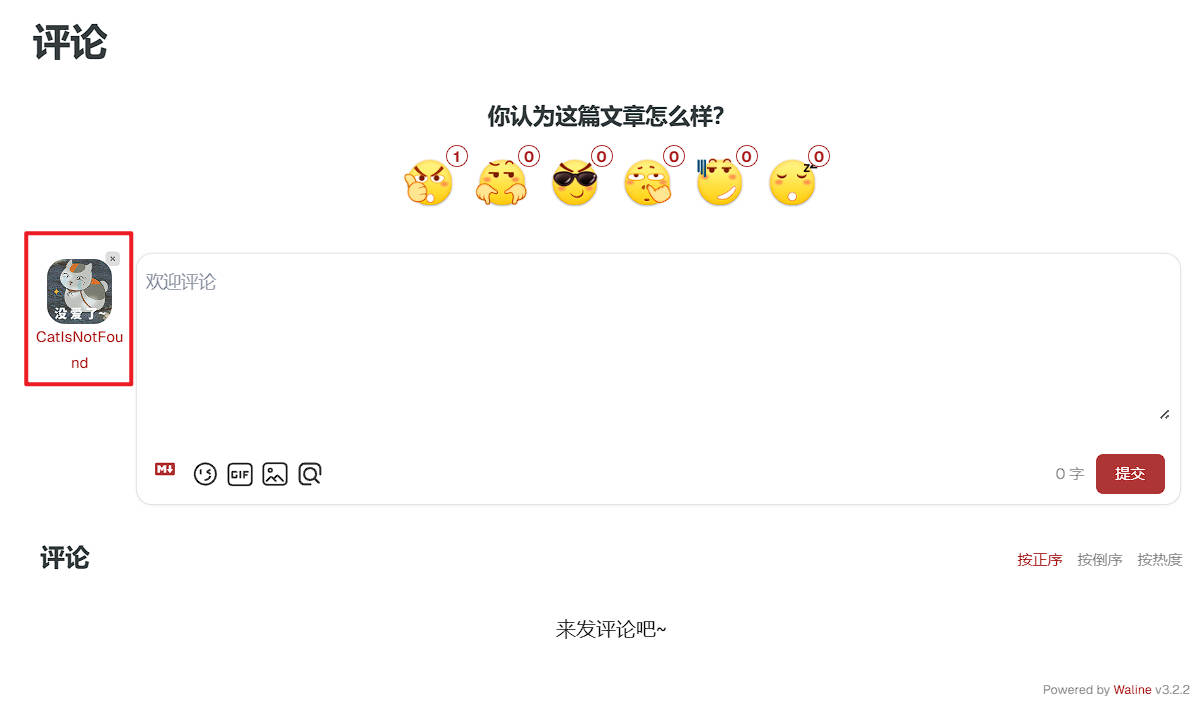 评论
你认为这篇文章怎么样?
1 0 0 0 0 0
z
×
没爱了~
CatIsNotFou
nd
欢迎评论
M↓ GIF 0 字 提交
评论 按正序 按倒序 按热度
来发评论吧~
Powered by Waline v3.2.2